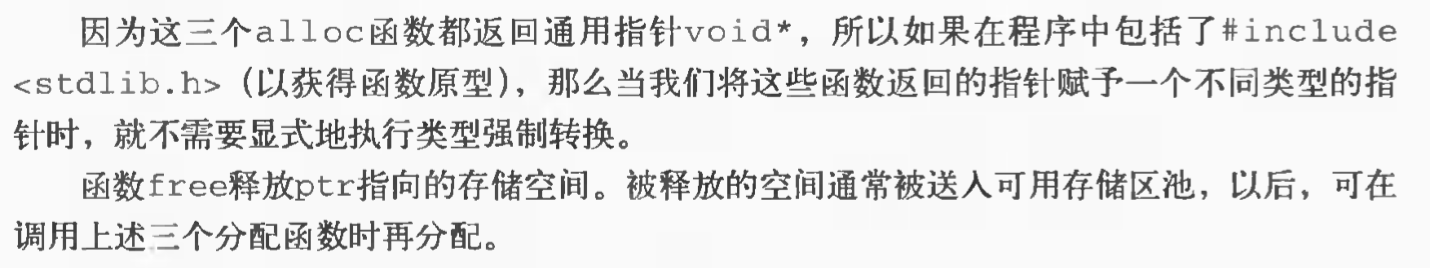 因为这三个alloc函数都返回通用指针void*，所以如果在程序中包括了#include
<stdlib.h>（以获得函数原型），那么当我们将这些函数返回的指针赋予一个不同类型的指
针时，就不需要显式地执行类型强制转换。
函数free释放ptr指向的存储空间。被释放的空间通常被送入可用存储区池，以后，可在
调用上述三个分配函数时再分配。